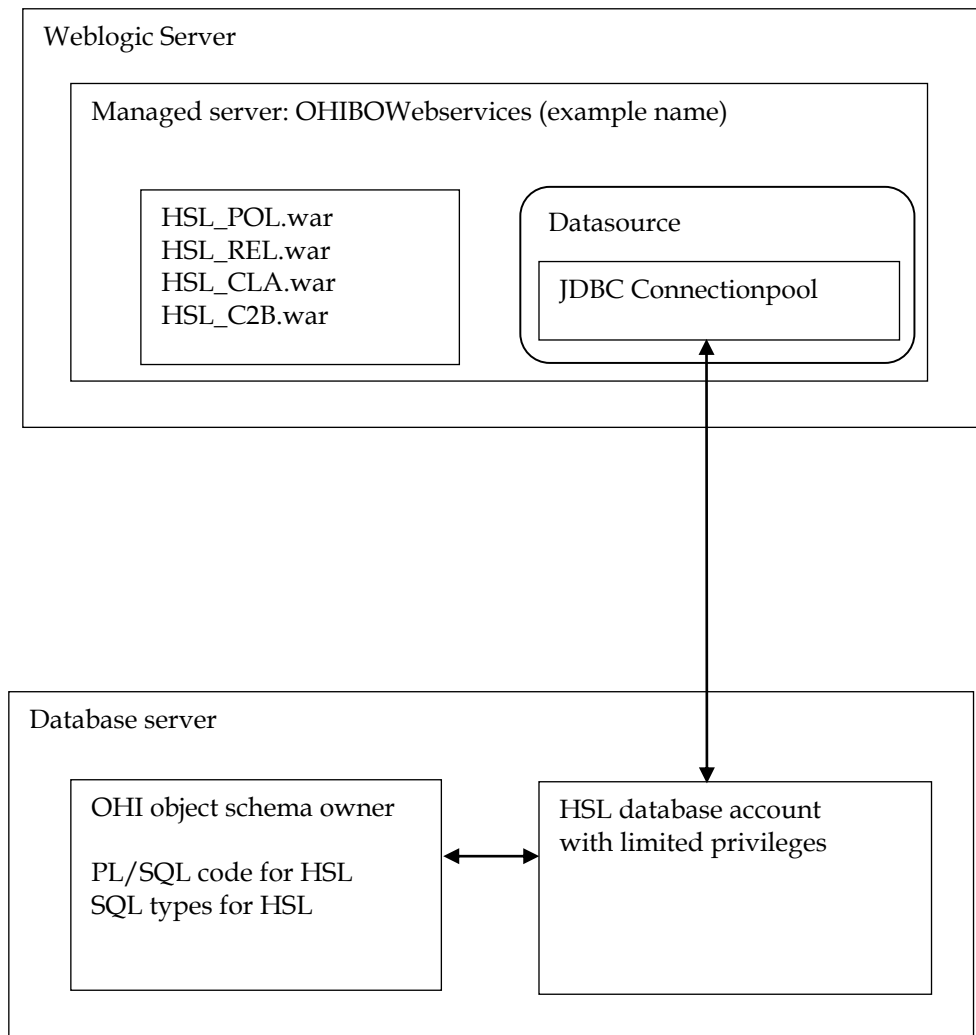 Weblogic Server
Managed server: OHIBOWebservices (example name)
HSL_POL.war
HSL_REL.war
HSL_CLA.war
HSL_C2B.war
Datasource
JDBC Connectionpool
Database server
OHI object schema owner
PL/SQL code for HSL
SQL types for HSL
HSL database account
with limited privileges